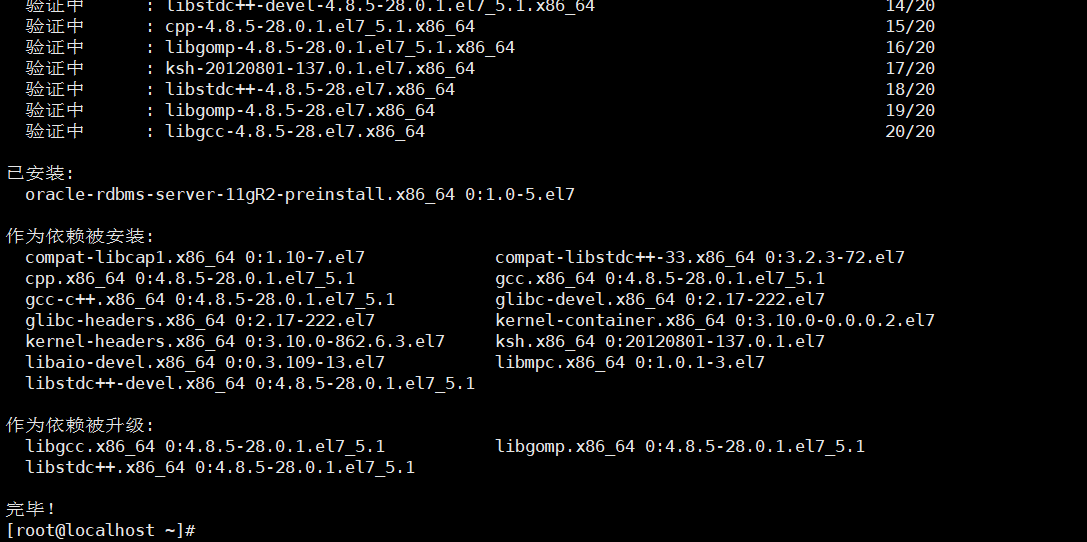 验证中 : libstdc++-devel-4.8.5-28.0.1.el7_5.1.x86_64 14/20
验证中 : cpp-4.8.5-28.0.1.el7_5.1.x86_64 15/20
验证中 : libgomp-4.8.5-28.0.1.el7_5.1.x86_64 16/20
验证中 : ksh-20120801-137.0.1.el7.x86_64 17/20
验证中 : libstdc++-4.8.5-28.el7.x86_64 18/20
验证中 : libgomp-4.8.5-28.el7.x86_64 19/20
验证中 : libgcc-4.8.5-28.el7.x86_64 20/20
已安装:
oracle-rdbms-server-11gR2-preinstall.x86_64 0:1.0-5.el7
作为依赖被安装:
compat-libcap1.x86_64 0:1.10-7.el7 compat-libstdc++-33.x86_64 0:3.2.3-72.el7
cpp.x86_64 0:4.8.5-28.0.1.el7_5.1 gcc.x86_64 0:4.8.5-28.0.1.el7_5.1
gcc-c++.x86_64 0:4.8.5-28.0.1.el7_5.1 glibc-devel.x86_64 0:2.17-222.el7
glibc-headers.x86_64 0:2.17-222.el7 kernel-container.x86_64 0:3.10.0-0.0.0.2.el7
kernel-headers.x86_64 0:3.10.0-862.6.3.el7 ksh.x86_64 0:20120801-137.0.1.el7
libaio-devel.x86_64 0:0.3.109-13.el7 libmpc.x86_64 0:1.0.1-3.el7
libstdc++-devel.x86_64 0:4.8.5-28.0.1.el7_5.1
作为依赖被升级:
libgcc.x86_64 0:4.8.5-28.0.1.el7_5.1 libgomp.x86_64 0:4.8.5-28.0.1.el7_5.1
libstdc++.x86_64 0:4.8.5-28.0.1.el7_5.1
完毕！
[root@localhost ~]#